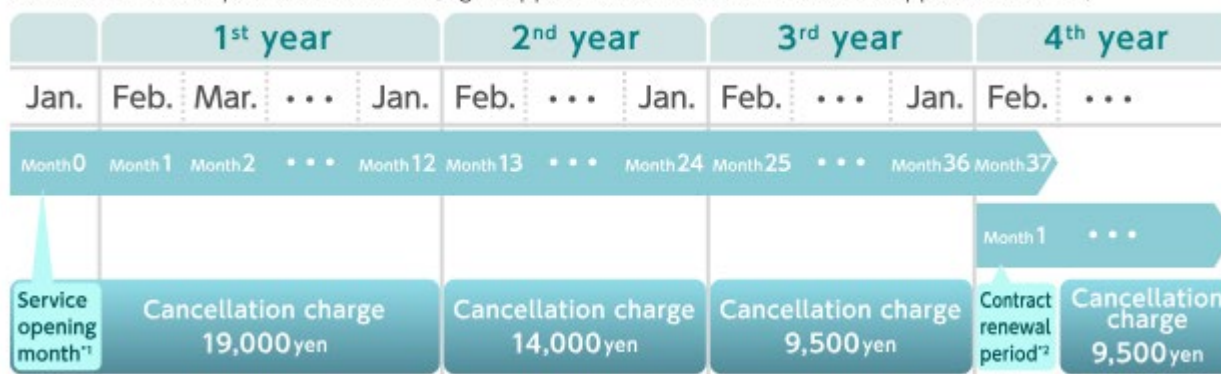 1st year 2nd year 3rd year 4th year
Jan. Feb. Mar. ••• Jan. Feb. ••• Jan. Feb. ••• Jan. Feb. •••
Month0 Month1 Month2 ••• Month12 Month13 ••• Month24 Month25 ••• Month36 Month37
Month1 •••
Service
opening
month*1
Cancellation charge
19,000yen
Cancellation charge
14,000yen
Cancellation charge
9,500yen
Contract
renewal
period*2
Cancellation
charge
9,500yen